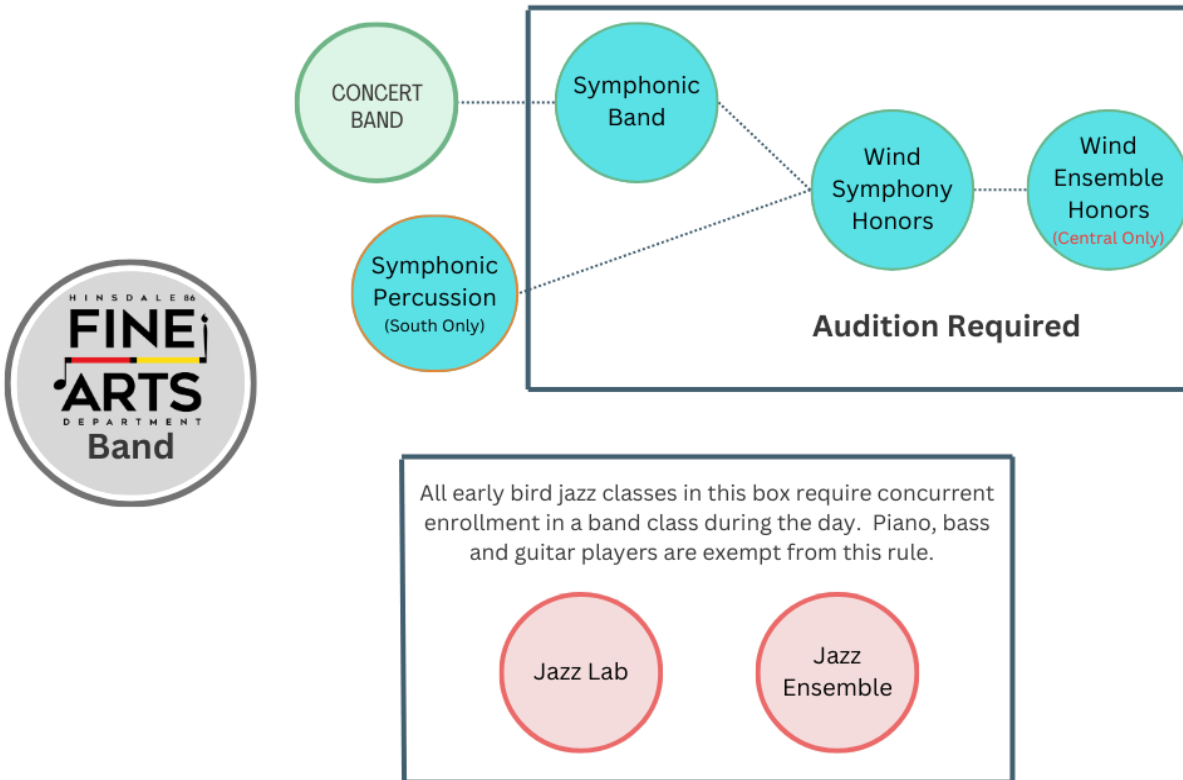 CONCERT
BAND
Symphonic
Band
Wind
Symphony
Honors
Wind
Ensemble
Honors
(Central Only)
Symphonic
Percussion
(South Only)
Audition Required
HINSDALE 86
FINE
ARTS
DEPARTMENT
Band
All early bird jazz classes in this box require concurrent
enrollment in a band class during the day. Piano, bass
and guitar players are exempt from this rule.
Jazz Lab
Jazz
Ensemble